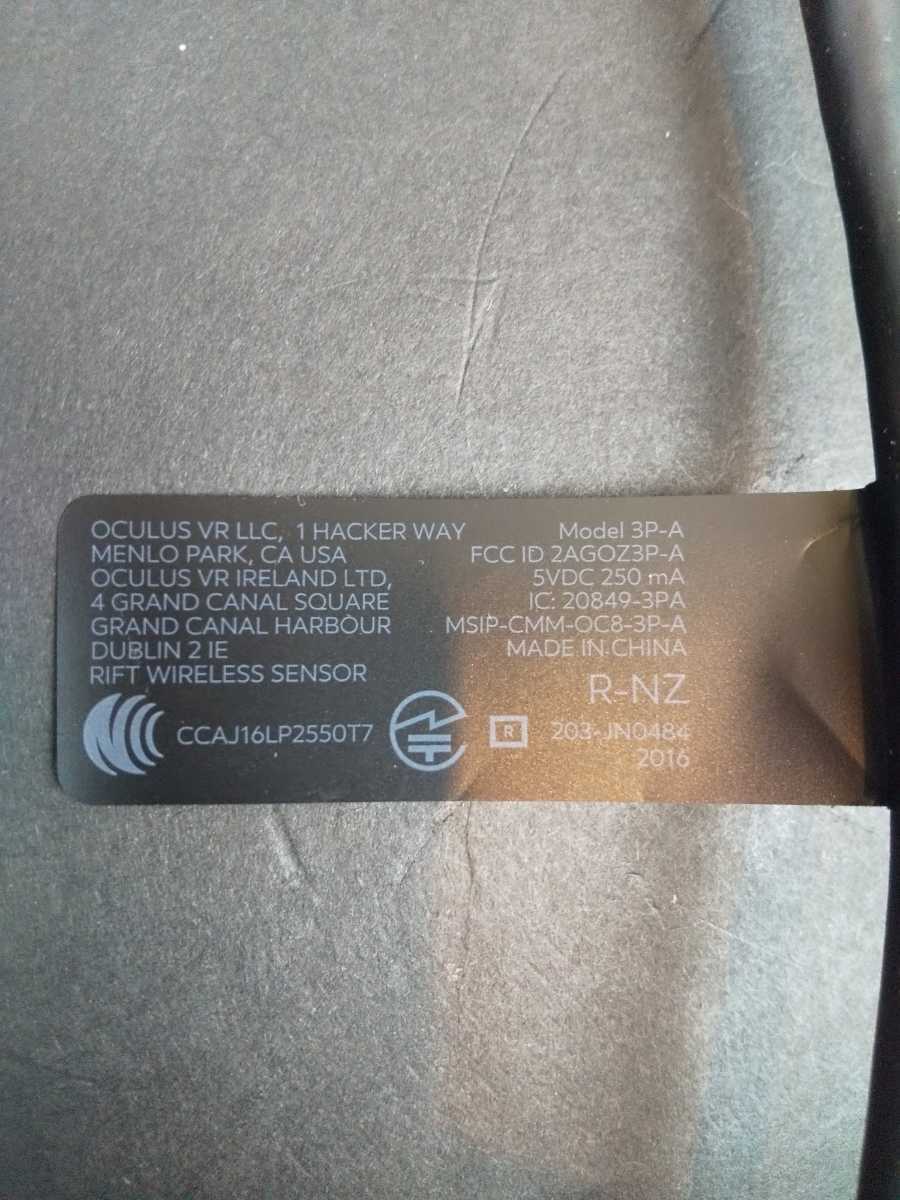 OCULUS VR LLC, 1 HACKER WAY
MENLO PARK, CA USA
OCULUS VR IRELAND LTD,
4 GRAND CANAL SQUARE
GRAND CANAL HARBOUR
DUBLIN 2 IE
RIFT WIRELESS SENSOR
CCAJ16LP2550T7
Model 3P-A
FCC ID 2AGOZ3P-A
5VDC 250 mA
IC: 20849-3PA
MSIP-CMM-OC8-3P-A
MADE IN CHINA
R-NZ
R
203-JN0484
2016